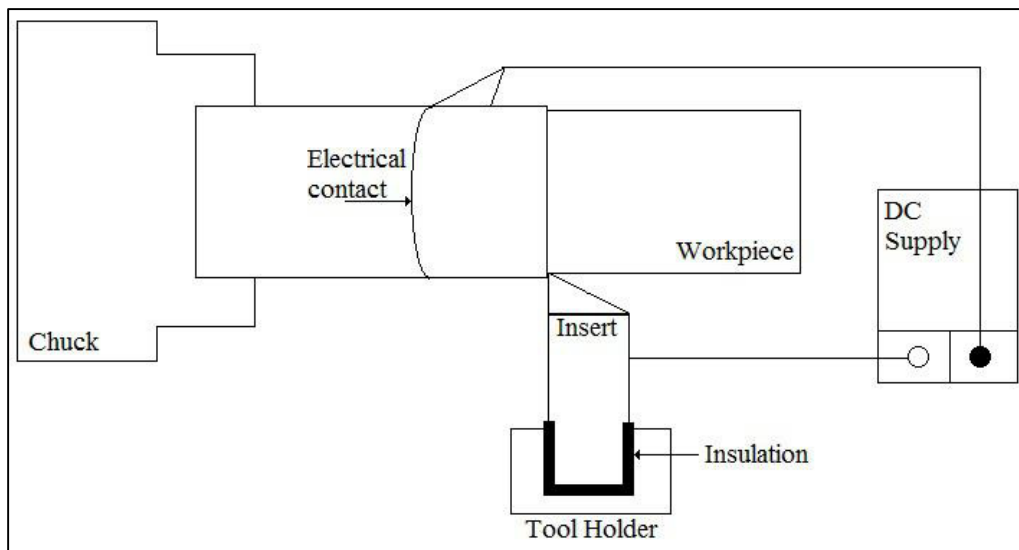 Electrical
contact
DC
Supply
Workpiece
Insert
Chuck
Insulation
Tool Holder